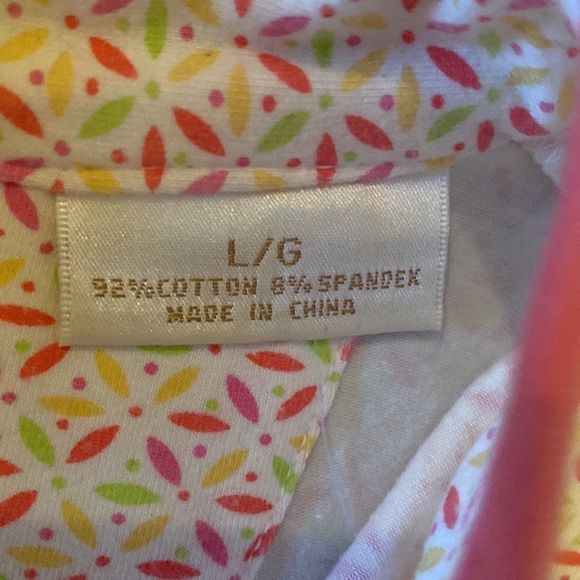 L/G
92% COTTON 8% SPANDEX
MADE IN CHINA